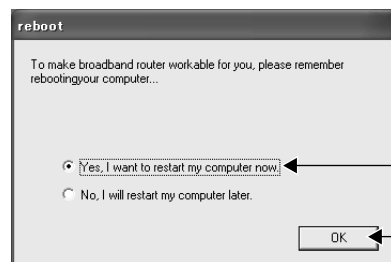 reboot
To make broadband router workable for you, please remember
rebootingyour computer...
Yes, I want to restart my computer now.
No, I will restart my computer later.
OK